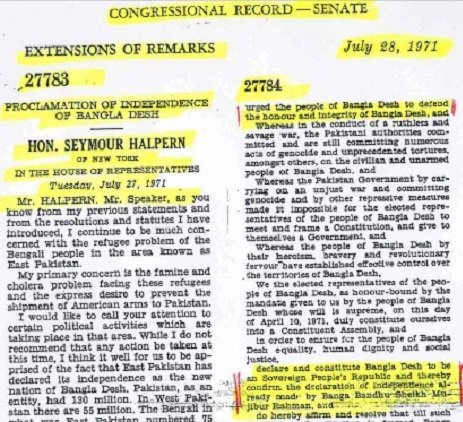 CONGRESSIONAL RECORD — SENATE
EXTENSIONS OF REMARKS
July 28, 1971
27783
PROCLAMATION OF INDEPENDENCE
OF BANGLA DESH
HON. SEYMOUR HALPERN
OF NEW YORK
IN THE HOUSE OF REPRESENTATIVES
Tuesday, July 27, 1971
Mr. HALPERN. Mr. Speaker, as you
know from my previous statements and
from the resolutions and statutes I have
introduced, I continue to be much con-
cerned with the refugee problem of the
Bengali people in the area known as
East Pakistan.
My primary concern is the famine and
cholera problem facing these refugees
and the express desire to prevent the
shipment of American arms to Pakistan.
I would like to call your attention to
certain political activities which are
taking place in that area. While I do not
recommend that any action be taken at
this time, I think it well for us to be ap-
prised of the fact that East Pakistan has
declared its independence as the new
nation of Bangla Desh. Pakistan, as an
entity, had 130 million. In West Paki-
stan there are 55 million. The Bengali in
what was East Pakistan numbered 75
27784
urged the people of Bangla Desh to defend
the honour and integrity of Bangla Desh, and
Whereas in the conduct of a ruthless and
savage war, the Pakistani authorities com-
mitted and are still committing numerous
acts of genocide and unprecedented tortures,
amongst others, on the civilian and unarmed
people of Bangla Desh, and
Whereas the Pakistan Government by car-
rying on an unjust war and committing
genocide and by other repressive measures
made it impossible for the elected repre-
sentatives of the people of Bangla Desh to
meet and frame a Constitution, and give to
themselves a Government, and
Whereas the people of Bangla Desh by
their heroism, bravery and revolutionary
fervour have established effective control over
the territories of Bangla Desh,
We the elected representatives of the peo-
ple of Bangla Desh, as honour-bound by the
mandate given to us by the people of Bangla
Desh whose will is supreme, on this day
of April 10, 1971, duly constitute ourselves
into a Constituent Assembly, and
in order to ensure for the people of Bangla
Desh equality, human dignity and social
justice,
declare and constitute Bangla Desh to be
an Sovereign People's Republic and thereby
confirm the declaration of independence al-
ready made by Banga Bandhu Sheikh Mu-
jibur Rahman, and
do hereby affirm and resolve that till such